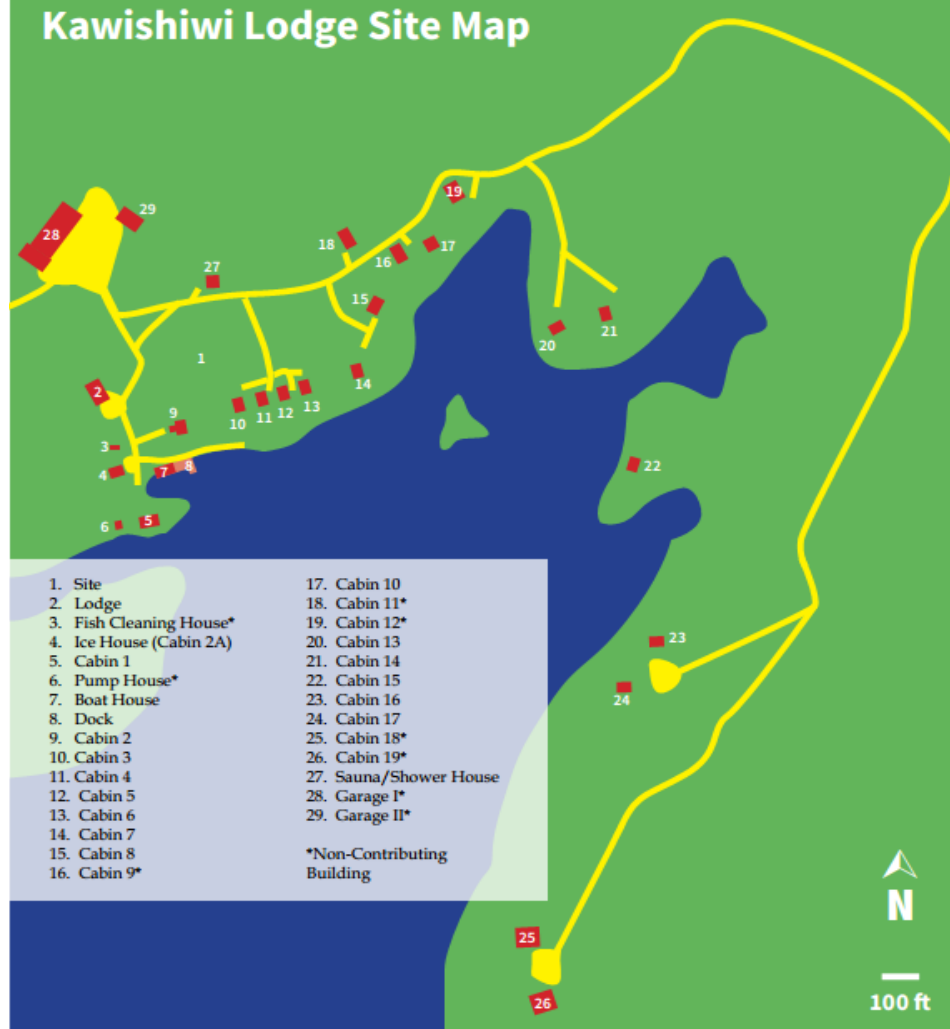 Kawishiwi Lodge Site Map
29
28
19
18
17
16
27
15
21
20
1
14
2
13
12
11
10
9
3
8
7
4
22
5
6
1. Site
2. Lodge
3. Fish Cleaning House*
4. Ice House (Cabin 2A)
5. Cabin 1
6. Pump House*
7. Boat House
8. Dock
9. Cabin 2
10. Cabin 3
11. Cabin 4
12. Cabin 5
13. Cabin 6
14. Cabin 7
15. Cabin 8
16. Cabin 9*
17. Cabin 10
18. Cabin 11*
19. Cabin 12*
20. Cabin 13
21. Cabin 14
22. Cabin 15
23. Cabin 16
24. Cabin 17
25. Cabin 18*
26. Cabin 19*
27. Sauna/Shower House
28. Garage I*
29. Garage II*
*Non-Contributing
Building
23
24
25
26
N
100 ft